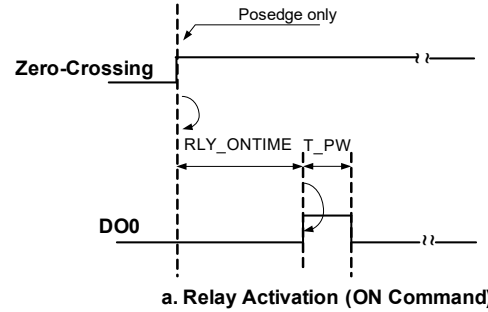 Posedge only
Zero-Crossing
RLY_ONTIME T_PW
DO0
a. Relay Activation (ON Command)